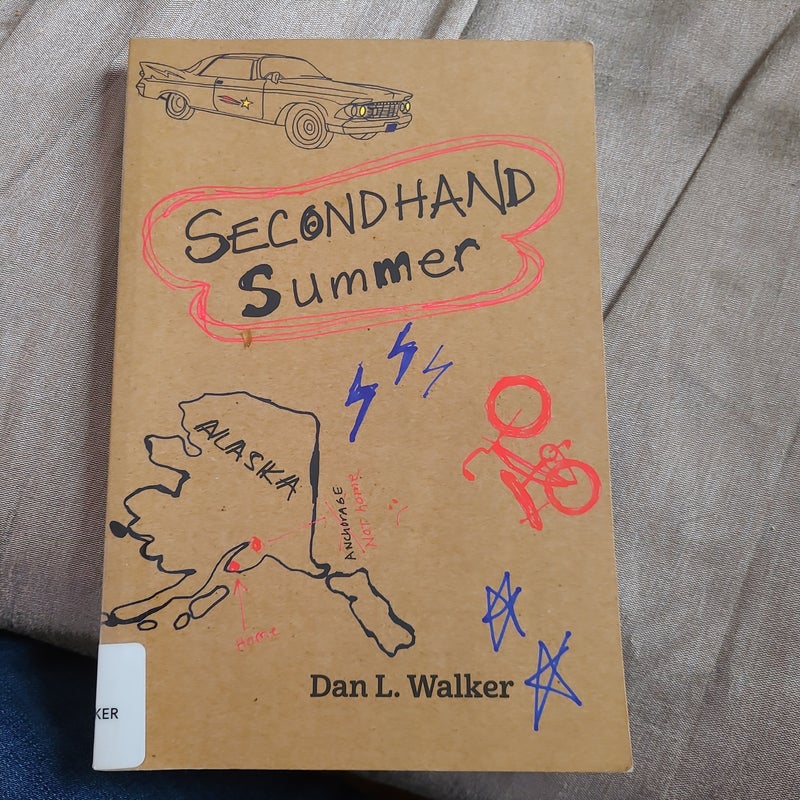 SECONDHAND
Summer
ALASKA
ANCHORAGE
NOT home
Home
Dan L. Walker
KER